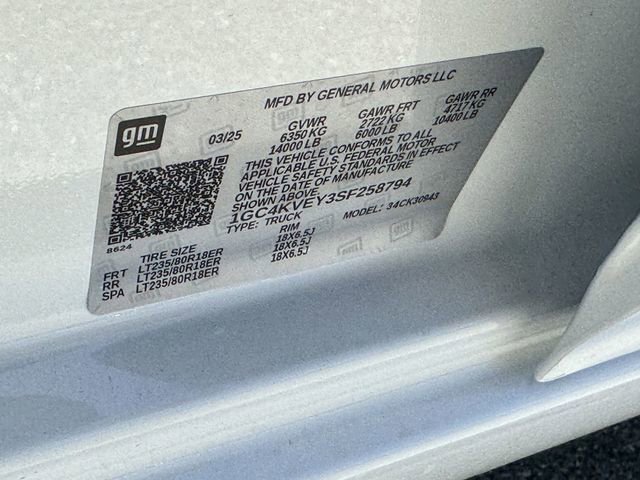 MFD BY GENERAL MOTORS LLC
gm 03/25 GVWR GAWR FRT GAWR RR
6350 KG 2722 KG 4717 KG
14000 LB 6000 LB 10400 LB
THIS VEHICLE CONFORMS TO ALL
APPLICABLE U.S. FEDERAL MOTOR
VEHICLE SAFETY STANDARDS IN EFFECT
ON THE DATE OF MANUFACTURE
SHOWN ABOVE.
1GC4KVEY3SF258794
TYPE: TRUCK MODEL: 34CK30943
8624
TIRE SIZE RIM
FRT LT235/80R18ER 18X6.5J
RR LT235/80R18ER 18X6.5J
SPA LT235/80R18ER 18X6.5J